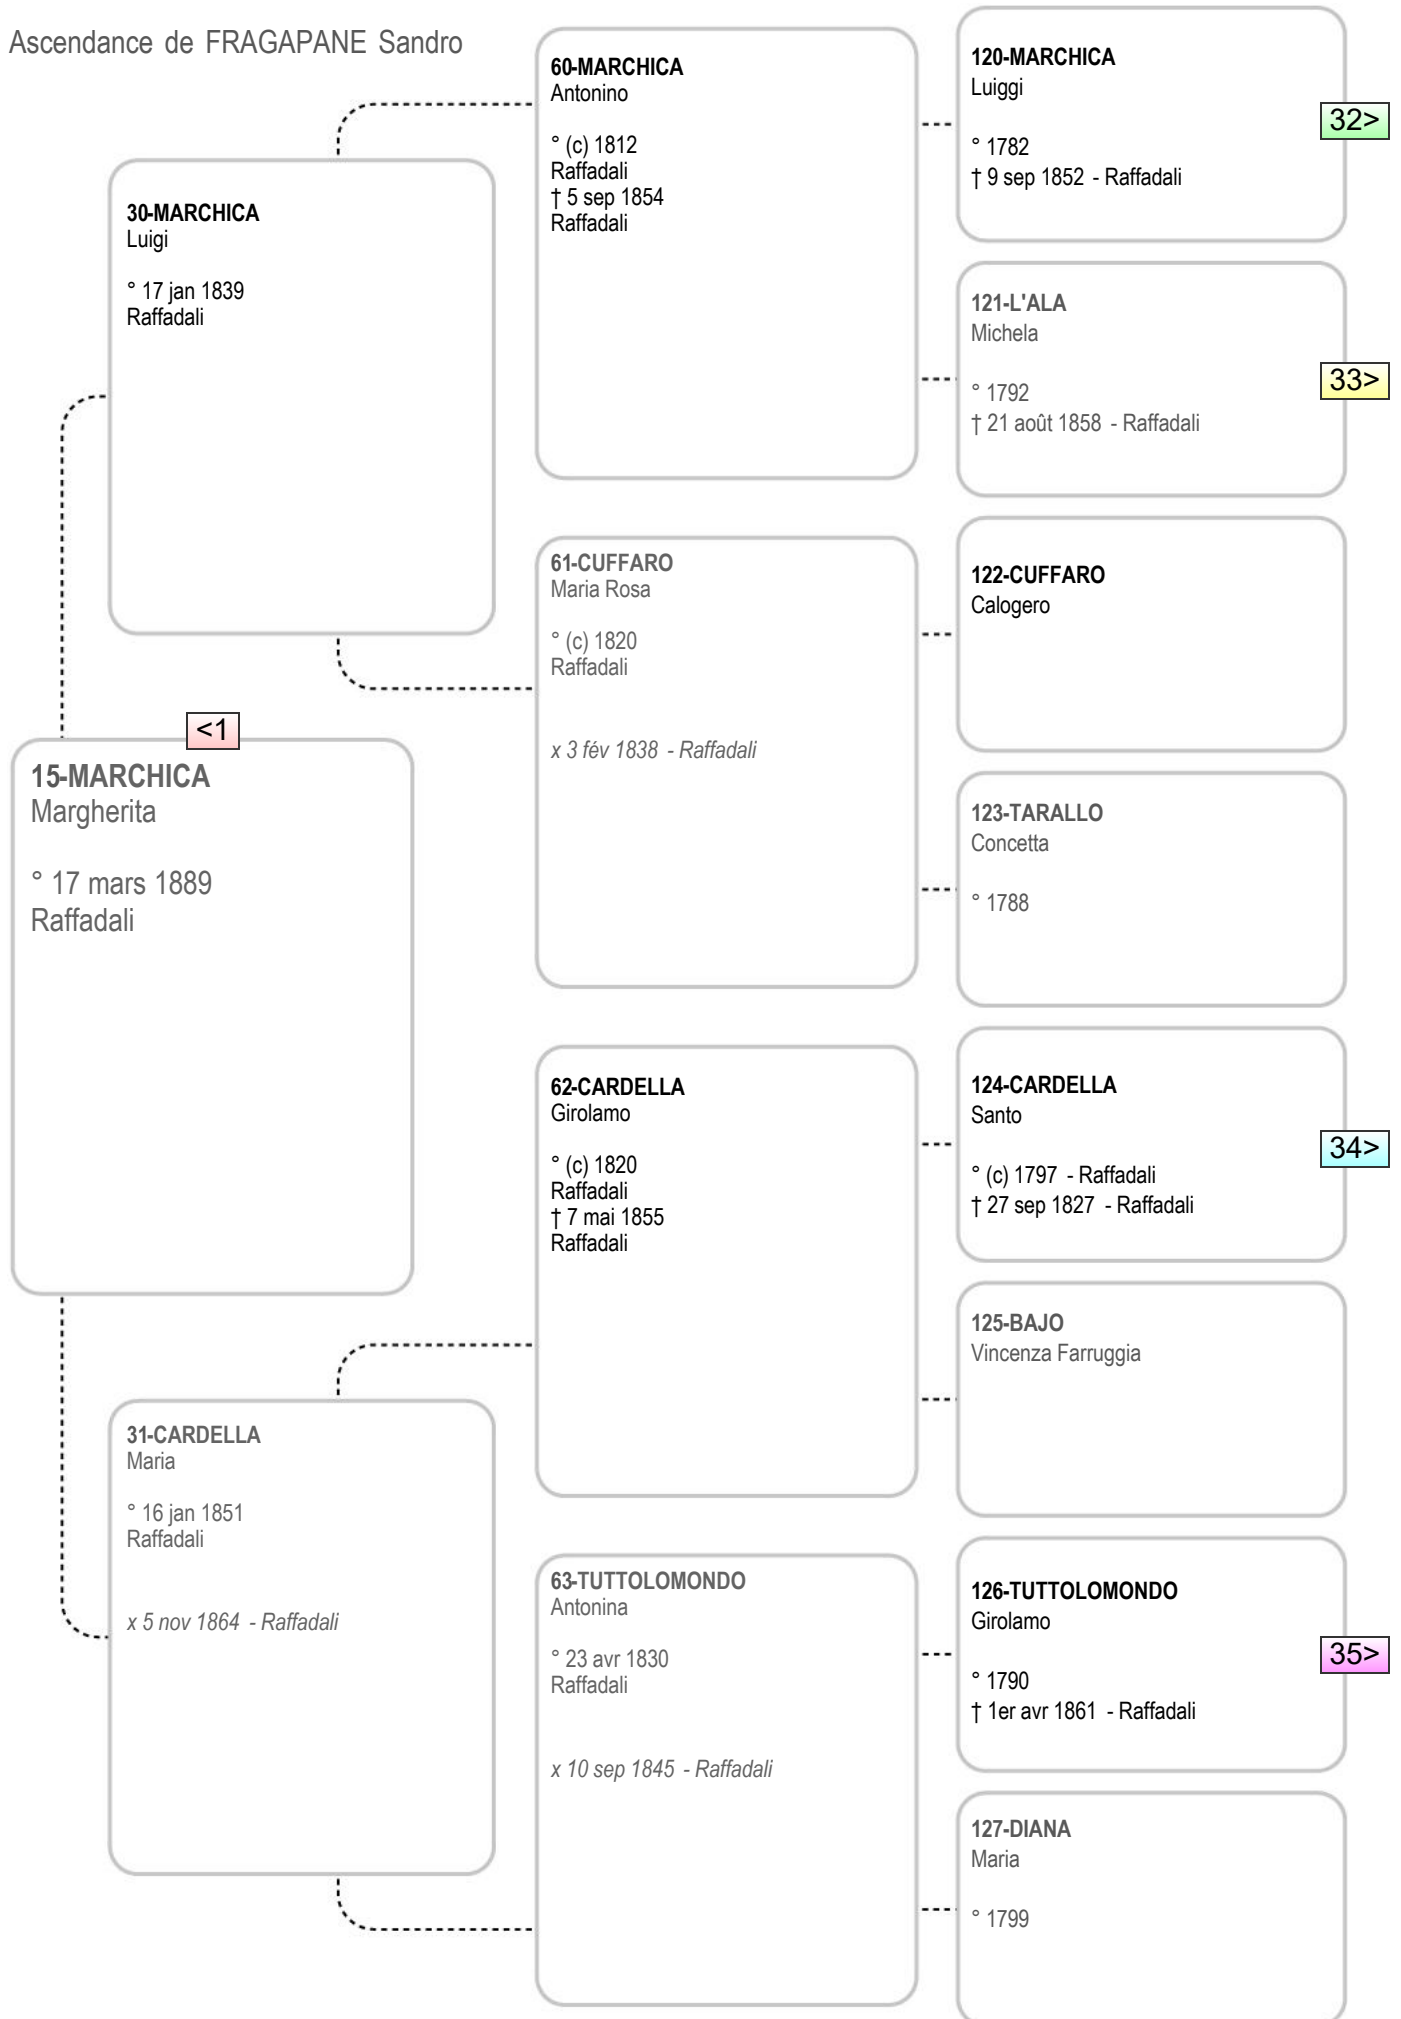 Ascendance de FRAGAPANE Sandro
<1
15-MARCHICA
Margherita
° 17 mars 1889
Raffadali
30-MARCHICA
Luigi
° 17 jan 1839
Raffadali
31-CARDELLA
Maria
° 16 jan 1851
Raffadali
x 5 nov 1864 - Raffadali
60-MARCHICA
Antonino
° (c) 1812
Raffadali
† 5 sep 1854
Raffadali
61-CUFFARO
Maria Rosa
° (c) 1820
Raffadali
x 3 fév 1838 - Raffadali
62-CARDELLA
Girolamo
° (c) 1820
Raffadali
† 7 mai 1855
Raffadali
63-TUTTOLOMONDO
Antonina
° 23 avr 1830
Raffadali
x 10 sep 1845 - Raffadali
120-MARCHICA
Luiggi
° 1782
† 9 sep 1852 - Raffadali
32>
121-L'ALA
Michela
° 1792
† 21 août 1858 - Raffadali
33>
122-CUFFARO
Calogero
123-TARALLO
Concetta
° 1788
124-CARDELLA
Santo
° (c) 1797 - Raffadali
† 27 sep 1827 - Raffadali
34>
125-BAJO
Vincenza Farruggia
126-TUTTOLOMONDO
Girolamo
° 1790
† 1er avr 1861 - Raffadali
35>
127-DIANA
Maria
° 1799